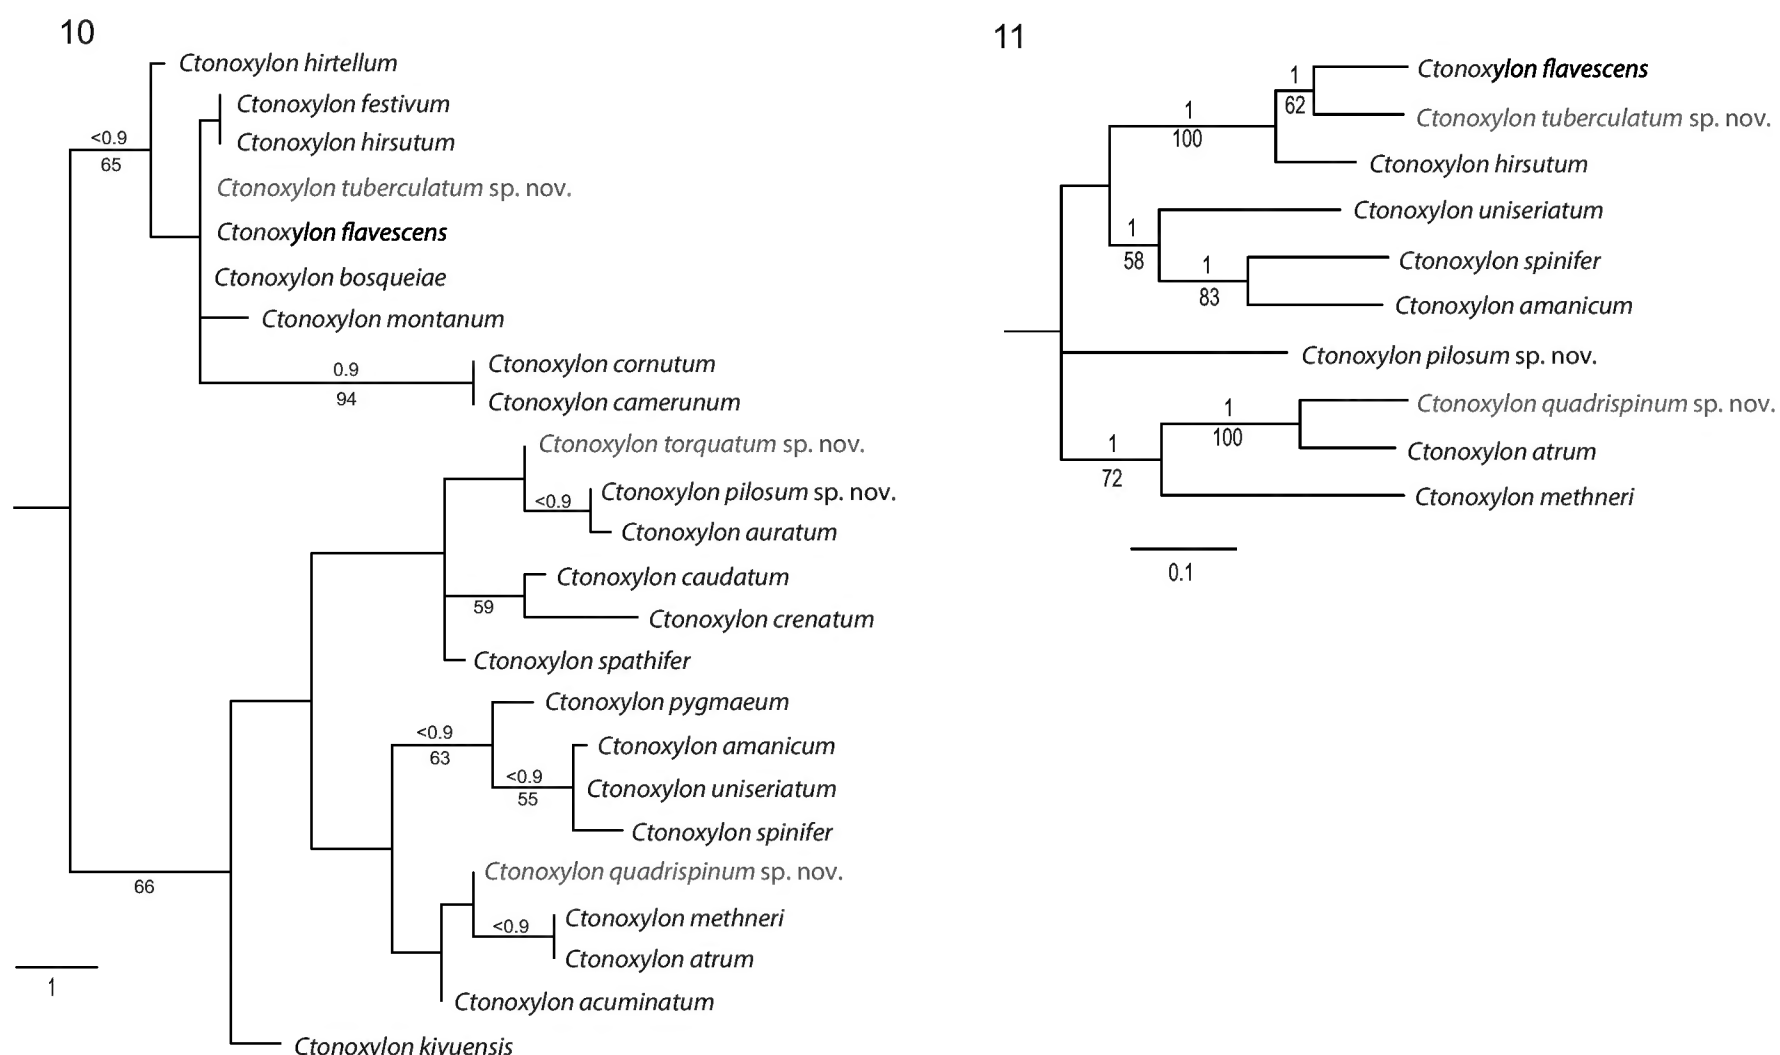 10
Ctonoxylon hirtellum
Ctonoxylon festivum
<0.9
Ctonoxylon hirsutum
65
Ctonoxylon tuberculatum sp. nov.
Ctonoxylon flavescens
Ctonoxylon bosqueiae
Ctonoxylon montanum
Ctonoxylon cornutum
0.9
94
Ctonoxylon camerunum
Ctonoxylon torquatum sp. nov.
Ctonoxylon pilosum sp. nov.
<0.9
Ctonoxylon auratum
Ctonoxylon caudatum
59
Ctonoxylon crenatum
Ctonoxylon spathifer
Ctonoxylon pygmaeum
<0.9
63
Ctonoxylon amanicum
<0.9
55
Ctonoxylon uniseriatum
Ctonoxylon spinifer
Ctonoxylon quadrispinum sp. nov.
66
Ctonoxylon methneri
<0.9
Ctonoxylon atrum
1
Ctonoxylon acuminatum
Ctonoxylon kivuensis
11
Ctonoxylon flavescens
1
62
Ctonoxylon tuberculatum sp. nov.
1
100
Ctonoxylon hirsutum
Ctonoxylon uniseriatum
1
58
Ctonoxylon spinifer
1
83
Ctonoxylon amanicum
Ctonoxylon pilosum sp. nov.
Ctonoxylon quadrispinum sp. nov.
1
100
Ctonoxylon atrum
1
72
Ctonoxylon methneri
0.1